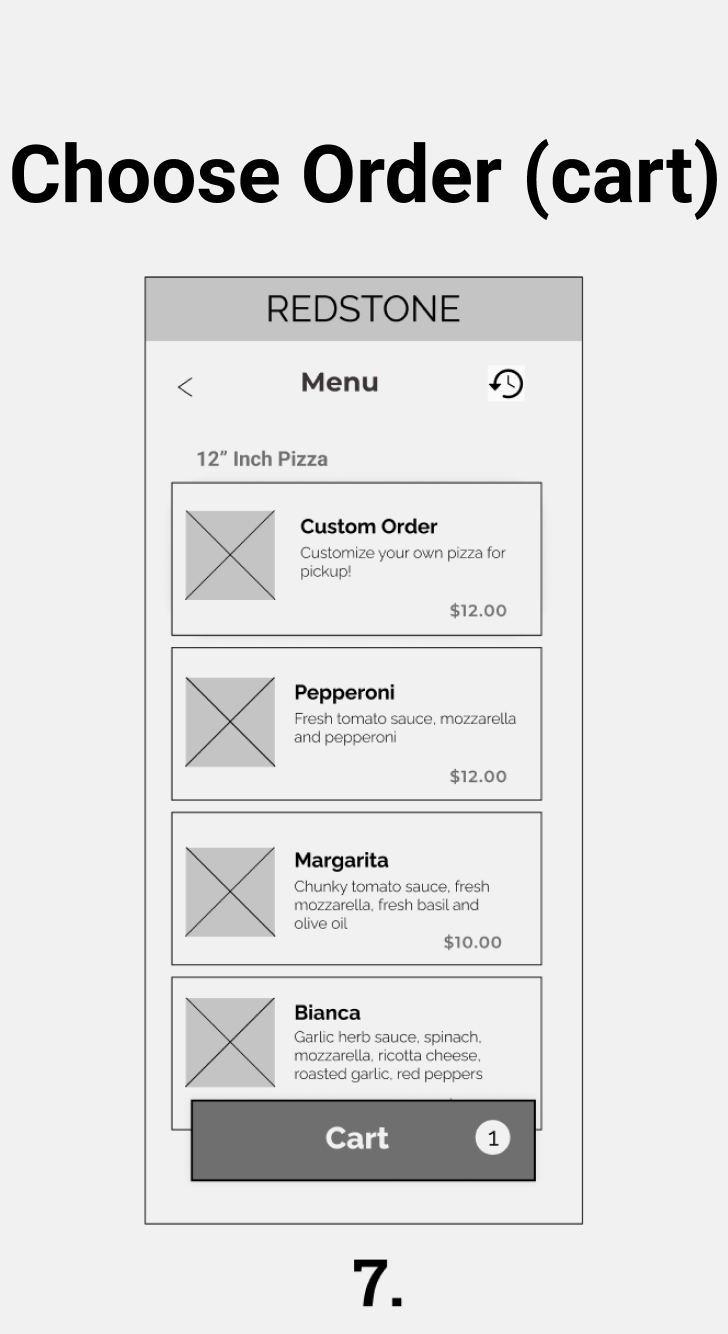 Choose Order (cart)
REDSTONE
< Menu
12” Inch Pizza
Custom Order
Customize your own pizza for
pickup!
$12.00
Pepperoni
Fresh tomato sauce, mozzarella
and pepperoni
$12.00
Margarita
Chunky tomato sauce, fresh
mozzarella, fresh basil and
olive oil
$10.00
Bianca
Garlic herb sauce, spinach,
mozzarella, ricotta cheese,
roasted garlic, red peppers
Cart 1
7.